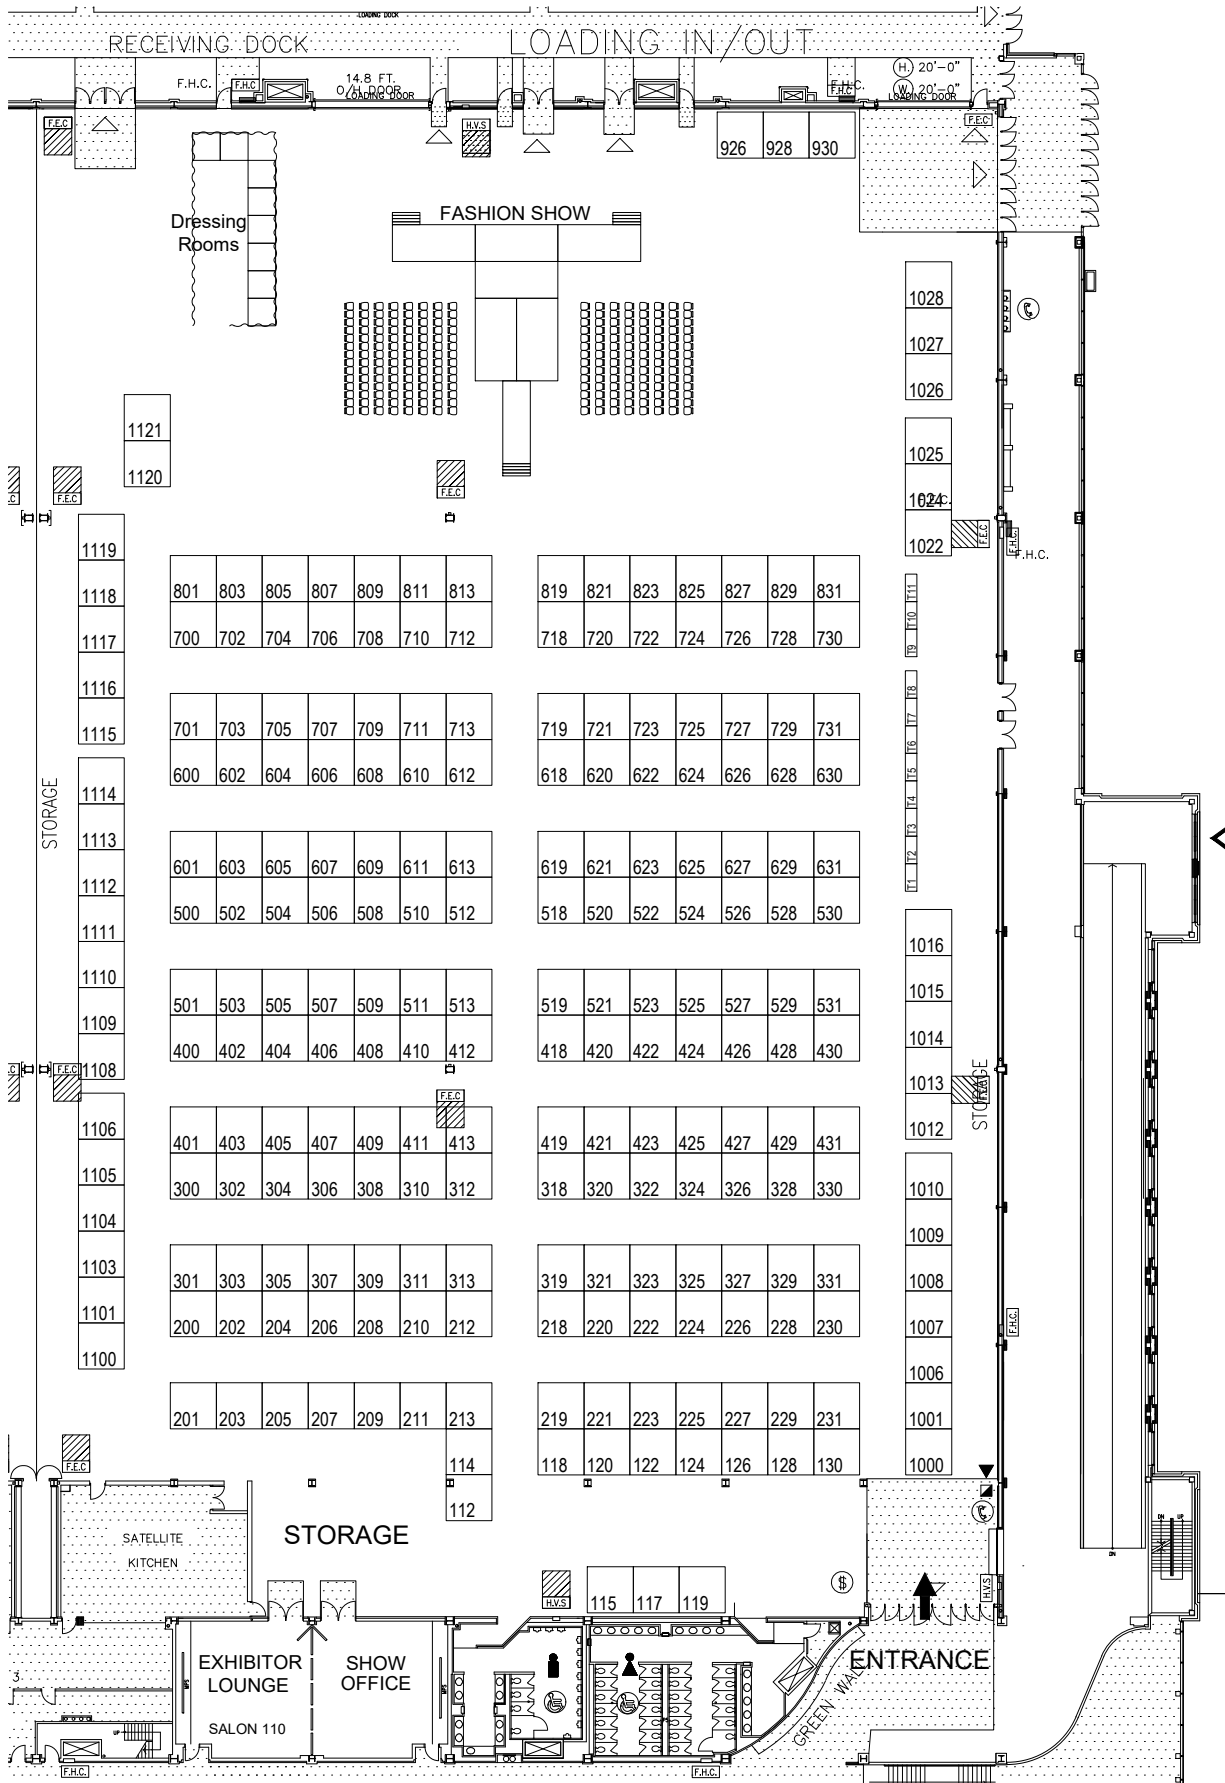 LOADING DOCK
RECEIVING DOCK
LOADING IN/OUT
F.H.C.
F.H.C
14.8 FT.
O/H DOOR
LOADING DOOR
F.H.C.
F.H.C
H. 20'-0"
W 20'-0"
LOADING DOOR
F.E.C
H.V.S
F.E.C
926 928 930
Dressing
Rooms
FASHION SHOW
1028
1027
1026
1025
1024
F.E.C.
1022
F.E.C
F.H.C.
F.H.C.
1121
1120
F.E.C
F.E.C
1119
1118
1117
1116
1115
801 803 805 807 809 811 813 819 821 823 825 827 829 831
700 702 704 706 708 710 712 718 720 722 724 726 728 730
701 703 705 707 709 711 713 719 721 723 725 727 729 731
600 602 604 606 608 610 612 618 620 622 624 626 628 630
T11
T10
T9
T8
T7
T6
T5
T4
T3
T2
T1
STORAGE
1114
1113
1112
1111
1110
1109
1108
F.E.C
601 603 605 607 609 611 613 619 621 623 625 627 629 631
500 502 504 506 508 510 512 518 520 522 524 526 528 530
501 503 505 507 509 511 513 519 521 523 525 527 529 531
400 402 404 406 408 410 412 418 420 422 424 426 428 430
F.E.C
1016
1015
1014
1013
1012
STORAGE
F.E.C
1106
1105
1104
1103
1101
1100
401 403 405 407 409 411 413 419 421 423 425 427 429 431
300 302 304 306 308 310 312 318 320 322 324 326 328 330
301 303 305 307 309 311 313 319 321 323 325 327 329 331
200 202 204 206 208 210 212 218 220 222 224 226 228 230
1010
1009
1008
1007
1006
1001
1000
F.H.C.
201 203 205 207 209 211 213 219 221 223 225 227 229 231
114 118 120 122 124 126 128 130
112
F.E.C
SATELLITE
KITCHEN
STORAGE
H.V.S
115 117 119
$
H.V.S
DN
DN UP
EXHIBITOR
LOUNGE
SALON 110
SHOW
OFFICE
MPS
MPS
GREEN WALL
ENTRANCE
3
UP
F.H.C.
F.H.C.